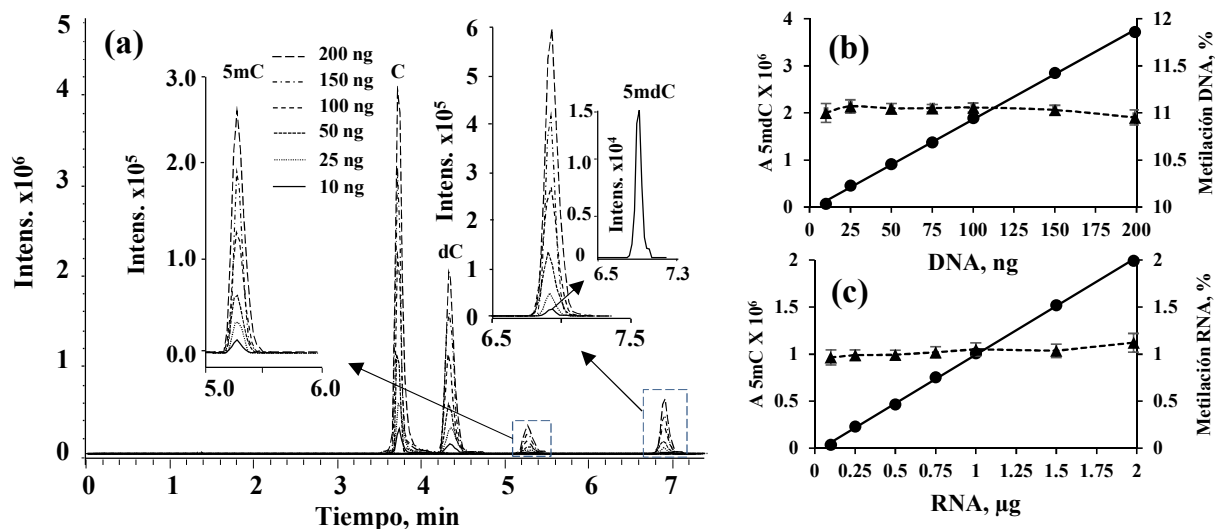 (a)
Intens. x10⁶
5
4
3
2
1
0
0 1 2 3 4 5 6 7
Tiempo, min
C
dC
200 ng
150 ng
100 ng
50 ng
25 ng
10 ng
5mC
Intens. x10⁵
3.0
2.0
1.0
0.0
5.0 6.0
Intens. x10⁵
6
5
4
3
2
1
0
6.5 7.5
5mdC
Intens. x10⁴
1.5
1.0
0.5
0
6.5 7.3
(b)
A 5mdC X 10⁶
4
3
2
1
0
12
11.5
11
10.5
10
Metilación DNA, %
0 25 50 75 100 125 150 175 200
DNA, ng
(c)
A 5mC X 10⁶
2
1.5
1
0.5
0
2
1.5
1
0.5
0
Metilación RNA, %
0 0.25 0.5 0.75 1 1.25 1.5 1.75 2
RNA, µg